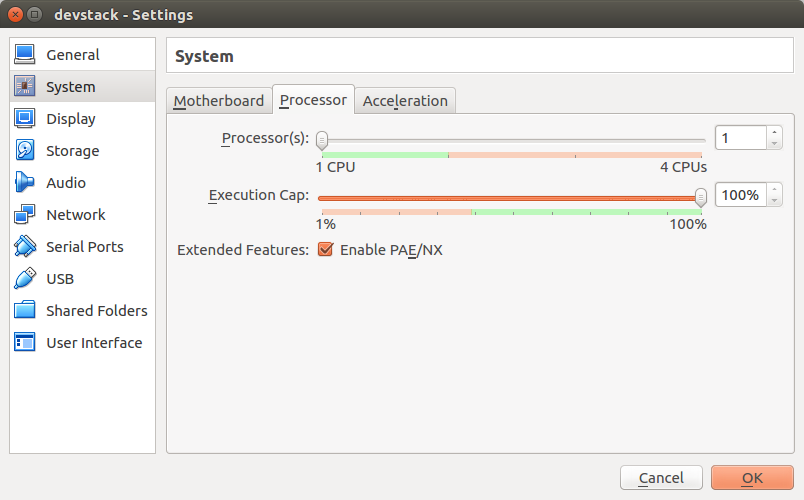 devstack - Settings
General
System
Display
Storage
Audio
Network
Serial Ports
USB
Shared Folders
User Interface
System
Motherboard Processor Acceleration
Processor(s): 1
1 CPU 4 CPUs
Execution Cap: 100%
1% 100%
Extended Features: Enable PAE/NX
Cancel OK